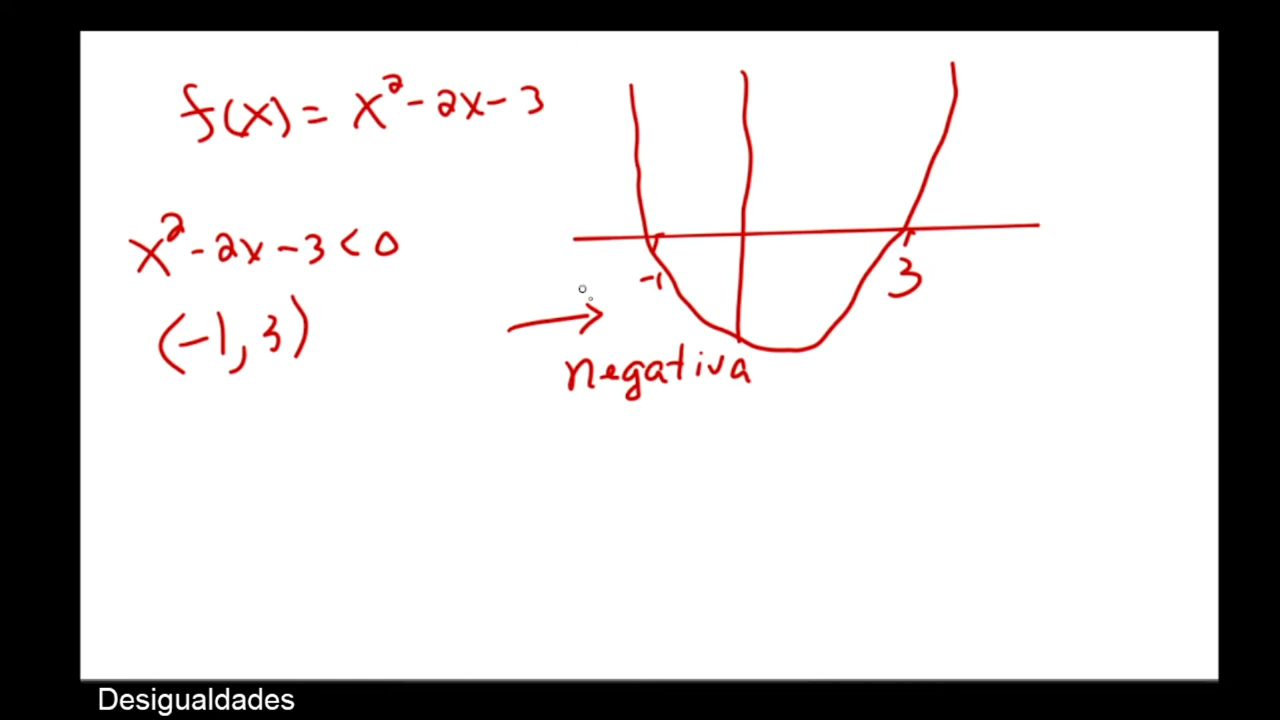 f(x) = x² - 2x - 3
x² - 2x - 3 < 0
(-1, 3)
-1
3
negativa
Desigualdades